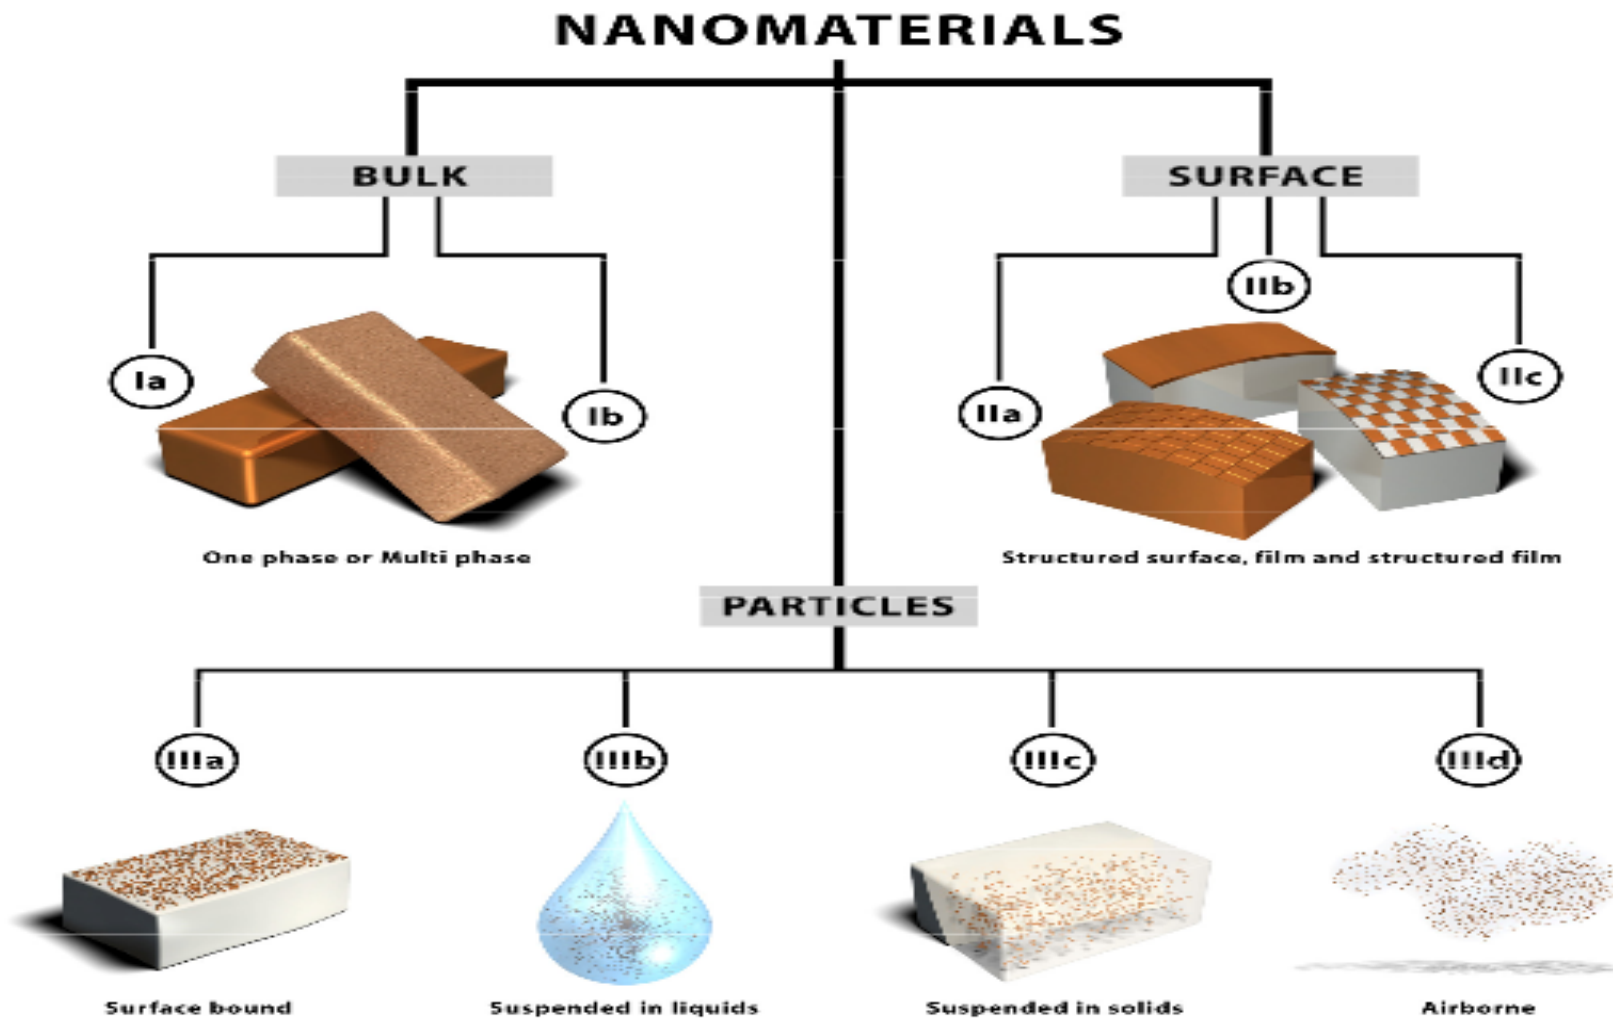 NANOMATERIALS
BULK
SURFACE
IIb
Ia
IIc
Ib
IIa
One phase or Multi phase
Structured surface, film and structured film
PARTICLES
IIIa
IIIb
IIIc
IIId
Surface bound
Suspended in liquids
Suspended in solids
Airborne